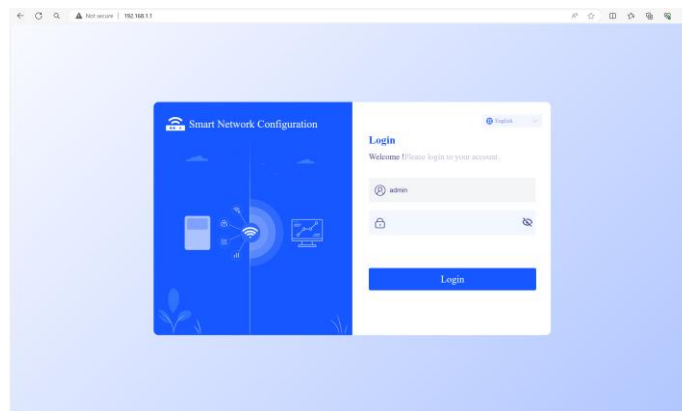 Not secure | 192.168.1.1
Smart Network Configuration
English
Login
Welcome !Please login to your account.
admin
Login